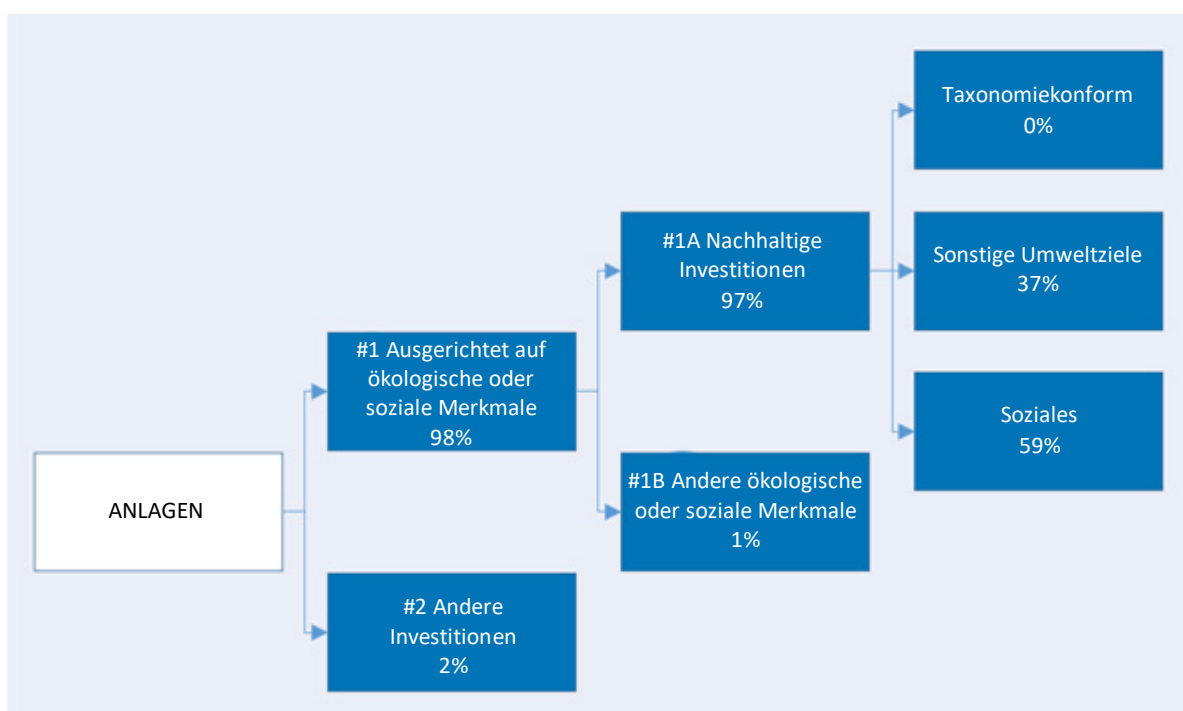 ANLAGEN
#1 Ausgerichtet auf
ökologische oder
soziale Merkmale
98%
#2 Andere
Investitionen
2%
#1A Nachhaltige
Investitionen
97%
#1B Andere ökologische
oder soziale Merkmale
1%
Taxonomiekonform
0%
Sonstige Umweltziele
37%
Soziales
59%